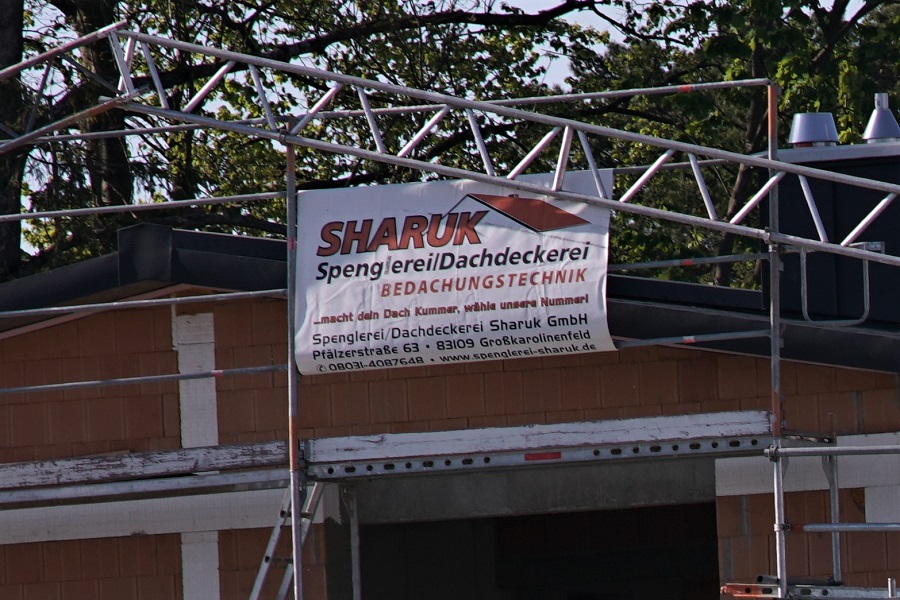 SHARUK
Spenglerei/Dachdeckerei
BEDACHUNGSTECHNIK
...macht dein Dach Kummer, wähle unsere Nummer!
Spenglerei/Dachdeckerei Sharuk GmbH
Pfälzerstraße 63 • 83109 Großkarolinenfeld
✆ 08031-4087648 • www.spenglerei-sharuk.de